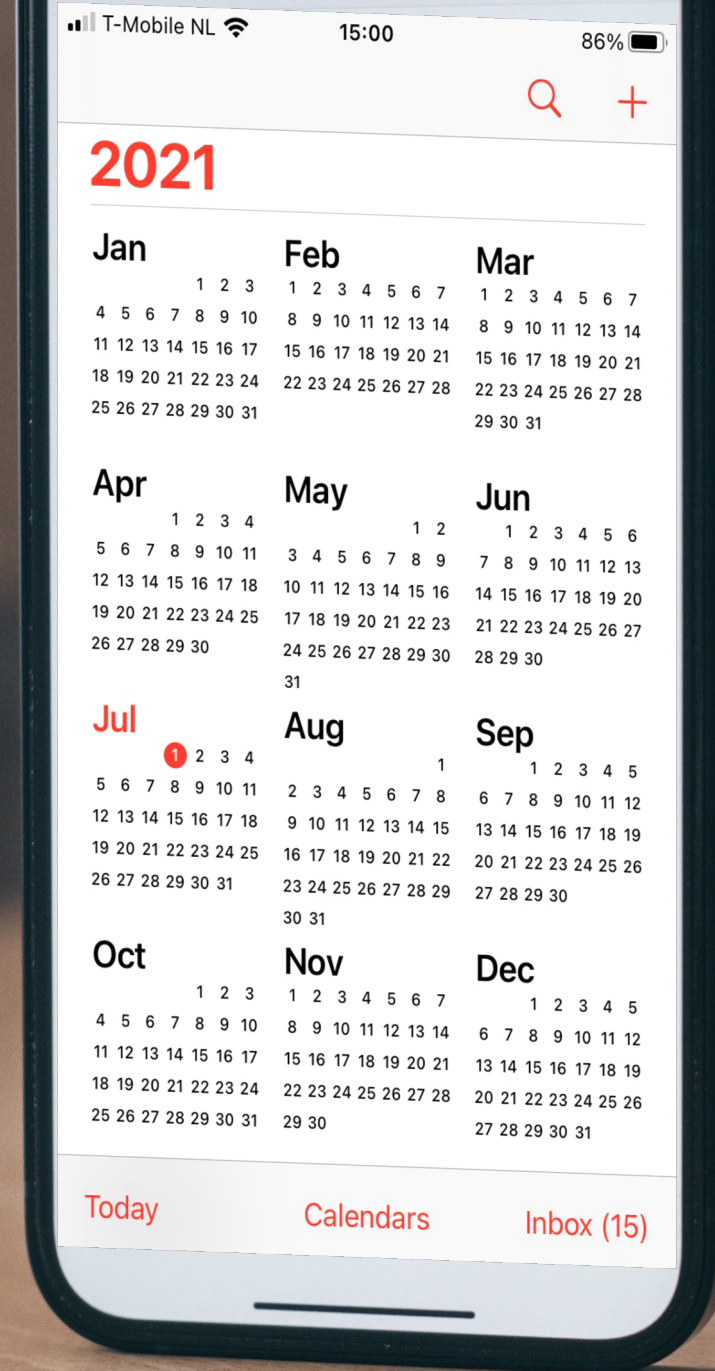 T-Mobile NL 15:00 86%
2021
Jan Feb Mar
1 2 3 1 2 3 4 5 6 7 1 2 3 4 5 6 7
4 5 6 7 8 9 10 8 9 10 11 12 13 14 8 9 10 11 12 13 14
11 12 13 14 15 16 17 15 16 17 18 19 20 21 15 16 17 18 19 20 21
18 19 20 21 22 23 24 22 23 24 25 26 27 28 22 23 24 25 26 27 28
25 26 27 28 29 30 31 29 30 31
Apr May Jun
1 2 3 4 1 2 1 2 3 4 5 6
5 6 7 8 9 10 11 3 4 5 6 7 8 9 7 8 9 10 11 12 13
12 13 14 15 16 17 18 10 11 12 13 14 15 16 14 15 16 17 18 19 20
19 20 21 22 23 24 25 17 18 19 20 21 22 23 21 22 23 24 25 26 27
26 27 28 29 30 24 25 26 27 28 29 30 28 29 30
31
Jul Aug Sep
1 2 3 4 1 1 2 3 4 5
5 6 7 8 9 10 11 2 3 4 5 6 7 8 6 7 8 9 10 11 12
12 13 14 15 16 17 18 9 10 11 12 13 14 15 13 14 15 16 17 18 19
19 20 21 22 23 24 25 16 17 18 19 20 21 22 20 21 22 23 24 25 26
26 27 28 29 30 31 23 24 25 26 27 28 29 27 28 29 30
30 31
Oct Nov Dec
1 2 3 1 2 3 4 5 6 7 1 2 3 4 5
4 5 6 7 8 9 10 8 9 10 11 12 13 14 6 7 8 9 10 11 12
11 12 13 14 15 16 17 15 16 17 18 19 20 21 13 14 15 16 17 18 19
18 19 20 21 22 23 24 22 23 24 25 26 27 28 20 21 22 23 24 25 26
25 26 27 28 29 30 31 29 30 27 28 29 30 31
Today Calendars Inbox (15)